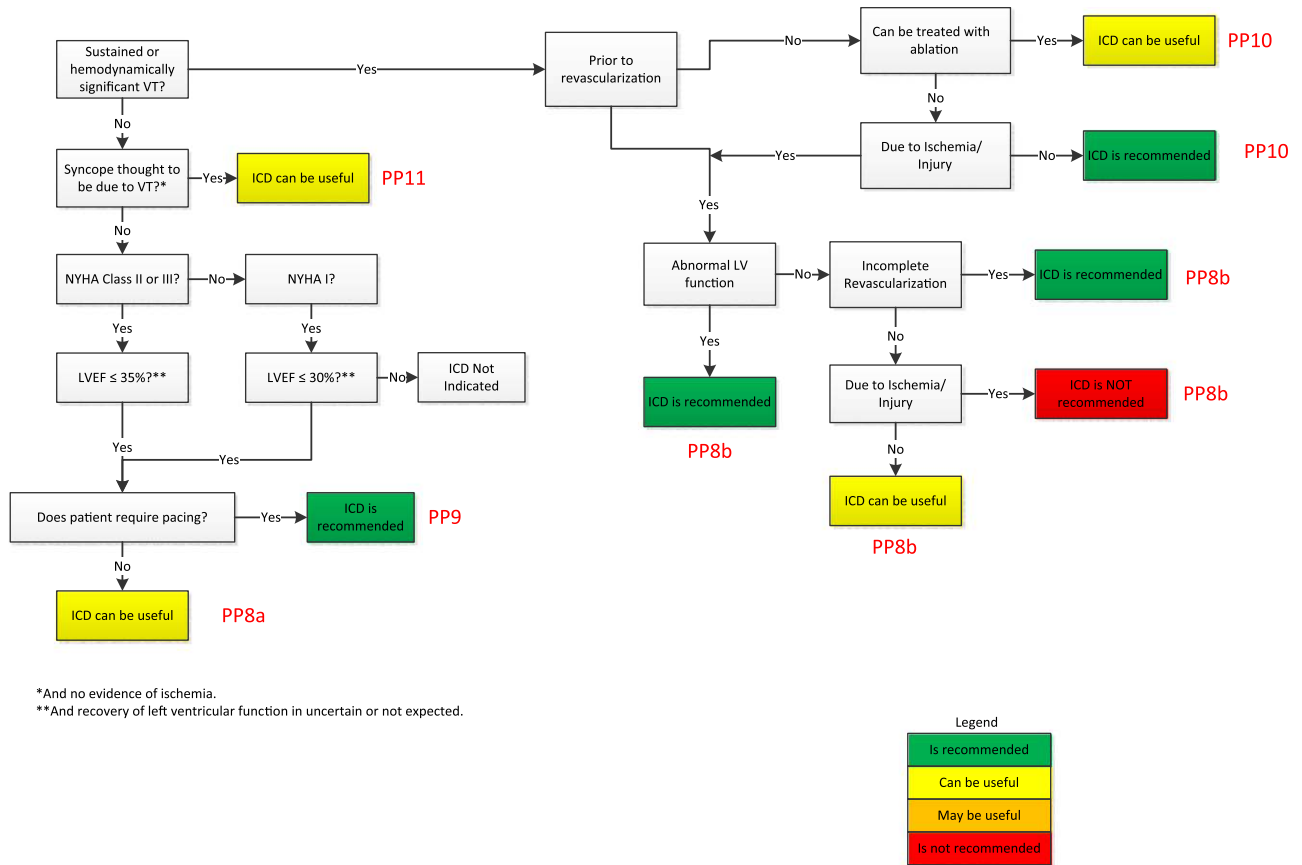 Sustained or
hemodynamically
significant VT?
Yes
Prior to
revascularization
No
Can be treated with
ablation
Yes
ICD can be useful
PP10
No
No
Due to Ischemia/
Injury
Yes
No
ICD is recommended
PP10
Syncope thought to
be due to VT?*
Yes
ICD can be useful
PP11
No
Yes
NYHA Class II or III?
No
NYHA I?
Abnormal LV
function
No
Incomplete
Revascularization
Yes
ICD is recommended
PP8b
Yes
Yes
Yes
No
LVEF ≤ 35%?**
LVEF ≤ 30%?**
No
ICD Not
Indicated
ICD is recommended
PP8b
Due to Ischemia/
Injury
Yes
ICD is NOT
recommended
PP8b
Yes
Yes
No
Does patient require pacing?
Yes
ICD is
recommended
PP9
ICD can be useful
PP8b
No
ICD can be useful
PP8a
*And no evidence of ischemia.
**And recovery of left ventricular function in uncertain or not expected.
Legend
Is recommended
Can be useful
May be useful
Is not recommended